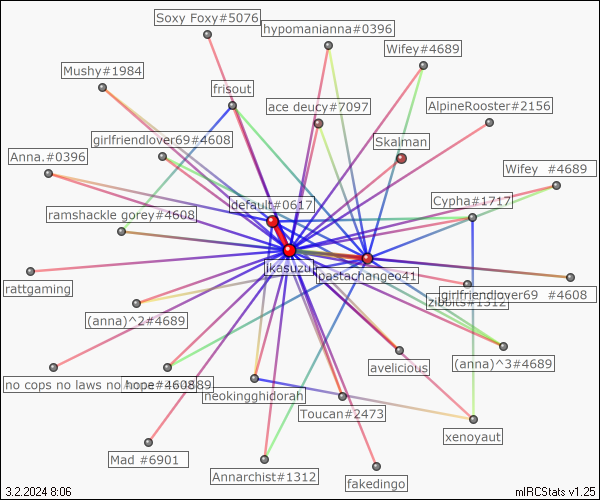 Soxy Foxy#5076
hypomanianna#0396
Wifey#4689
Mushy#1984
frisout
ace deucy#7097
AlpineRooster#2156
girlfriendlover69#4608
Skalman
Anna.#0396
Wifey #4689
default#0617
Cypha#1717
ramshackle gorey#4608
jkasuzu
pastachangeo41
rattgaming
zibbits#1312
girlfriendlover69 #4608
(anna)^2#4689
avelicious
(anna)^3#4689
no cops no laws no
hope#4608
neokingghidorah
Toucan#2473
xenoyaut
Mad #6901
Annarchist#1312
fakedingo
3.2.2024 8:06
mIRCStats v1.25